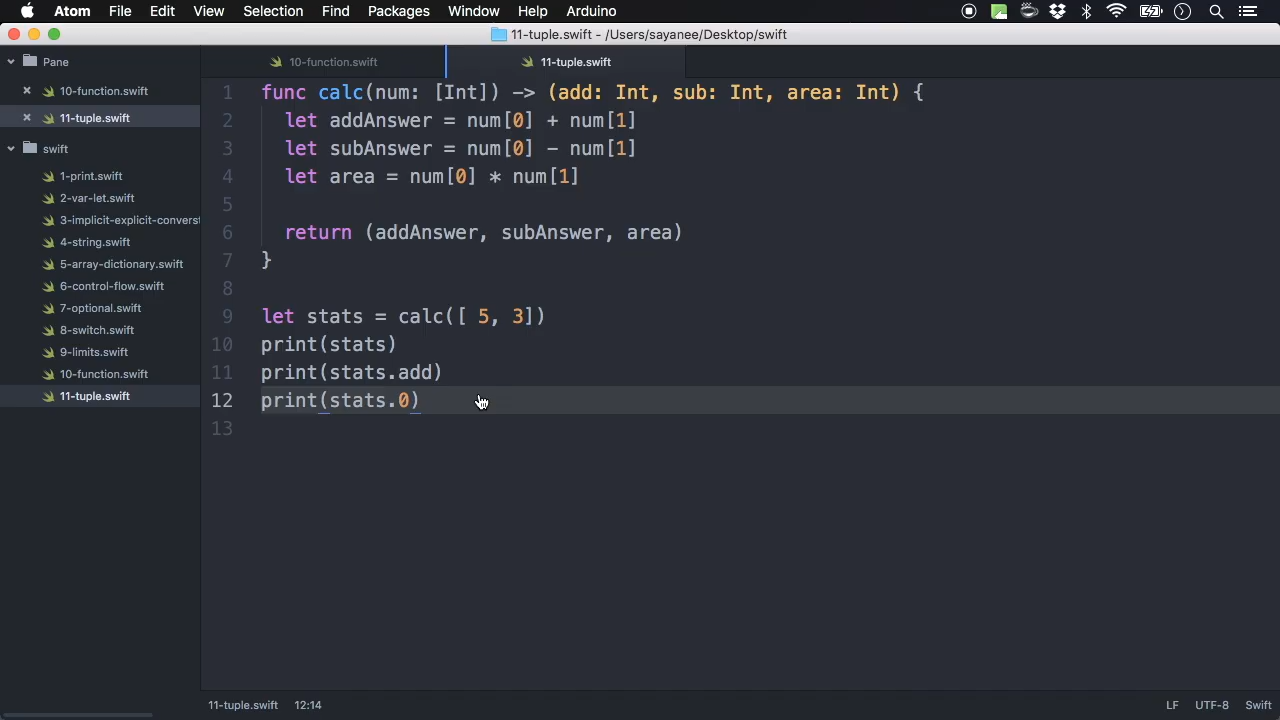 Atom File Edit View Selection Find Packages Window Help Arduino
11-tuple.swift - /Users/sayanee/Desktop/swift
Pane
10-function.swift
11-tuple.swift
swift
1-print.swift
2-var-let.swift
3-implicit-explicit-converst
4-string.swift
5-array-dictionary.swift
6-control-flow.swift
7-optional.swift
8-switch.swift
9-limits.swift
10-function.swift
11-tuple.swift
10-function.swift 11-tuple.swift
1 func calc(num: [Int]) -> (add: Int, sub: Int, area: Int) {
2 let addAnswer = num[0] + num[1]
3 let subAnswer = num[0] - num[1]
4 let area = num[0] * num[1]
5
6 return (addAnswer, subAnswer, area)
7 }
8
9 let stats = calc([ 5, 3])
10 print(stats)
11 print(stats.add)
12 print(stats.0)
13
11-tuple.swift 12:14 LF UTF-8 Swift